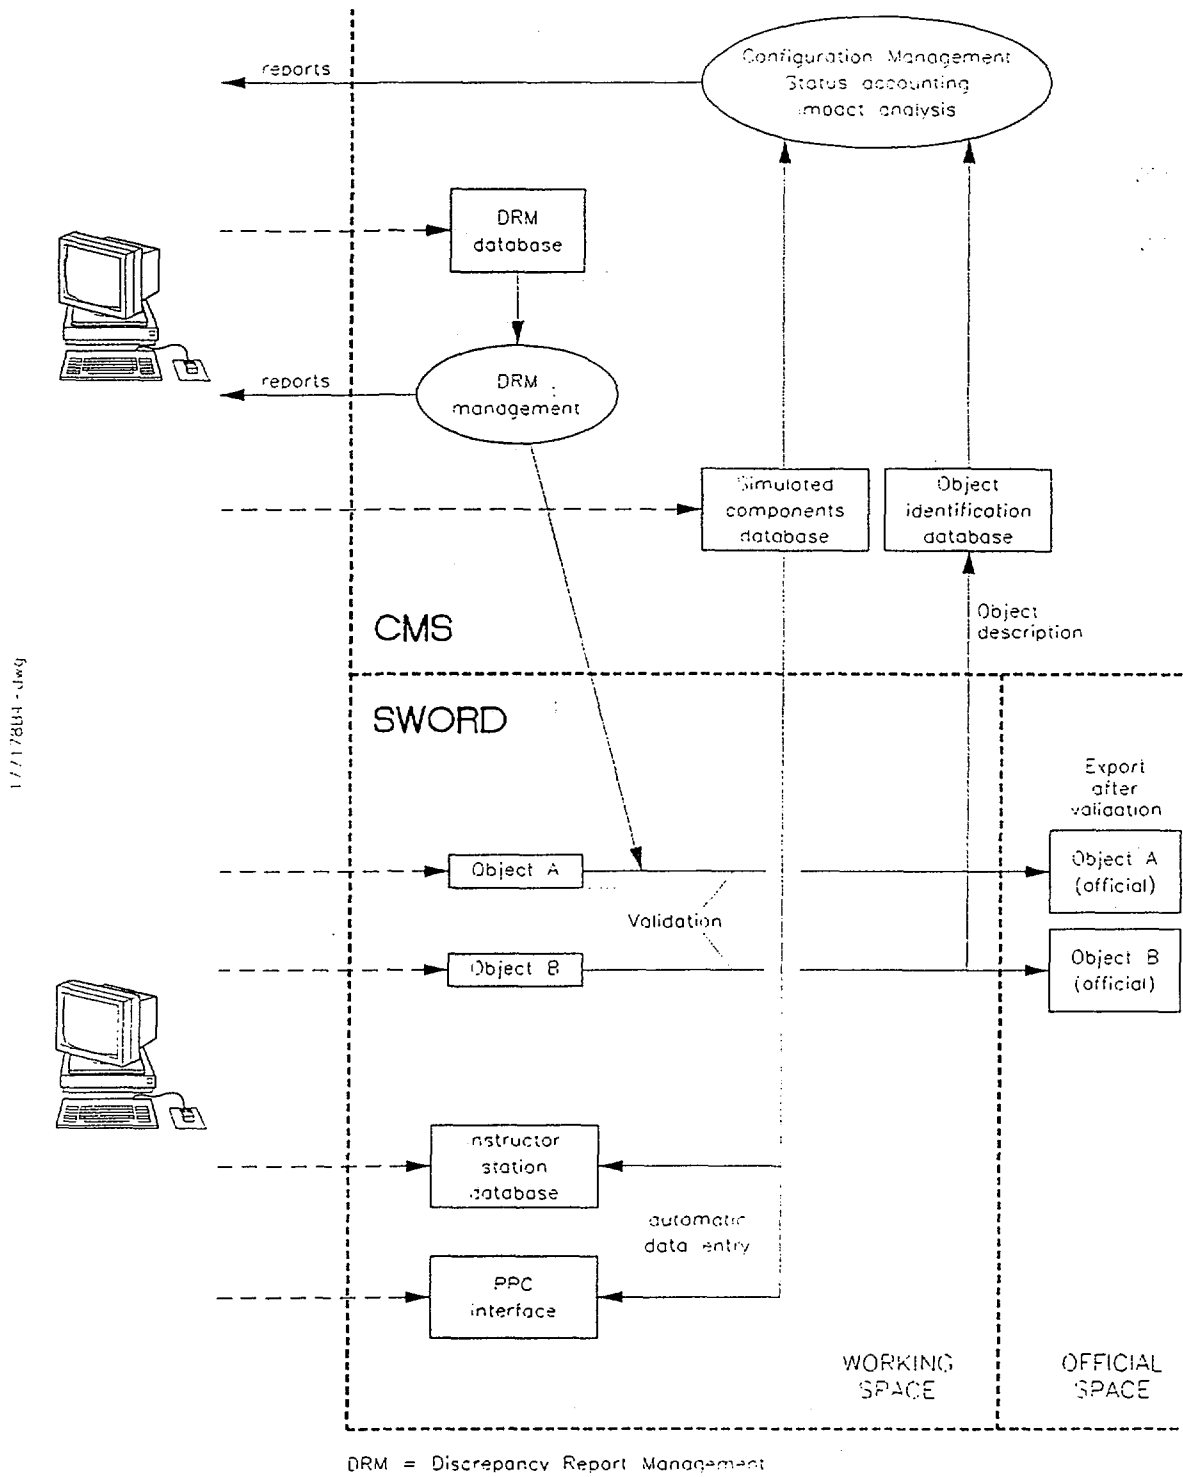 Configuration Management
Status accounting
impact analysis
reports
DRM
database
reports
DRM
management
Simulated
components
database
Object
identification
database
Object
description
CMS
SWORD
Export
after
validation
Object A
Object A
(official)
Validation
Object B
Object B
(official)
instructor
station
database
automatic
data entry
PPC
interface
WORKING
SPACE
OFFICIAL
SPACE
DRM = Discrepancy Report Management